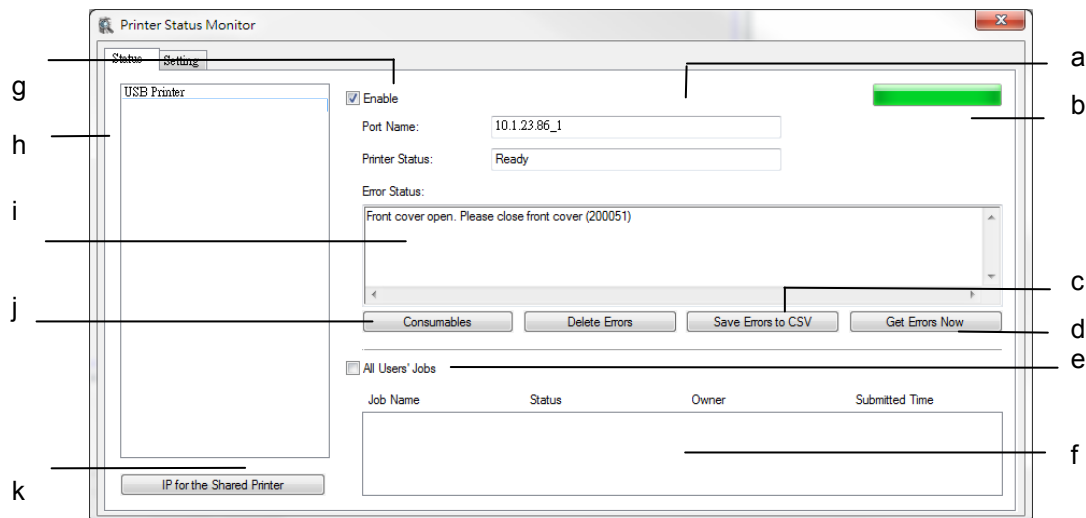 Printer Status Monitor
x
Status Setting
a
g
USB Printer
Enable
b
Port Name: 10.1.23.86_1
h
Printer Status: Ready
Error Status:
i
Front cover open. Please close front cover (200051)
c
j
Consumables Delete Errors Save Errors to CSV Get Errors Now
d
e
All Users' Jobs
Job Name Status Owner Submitted Time
f
k
IP for the Shared Printer